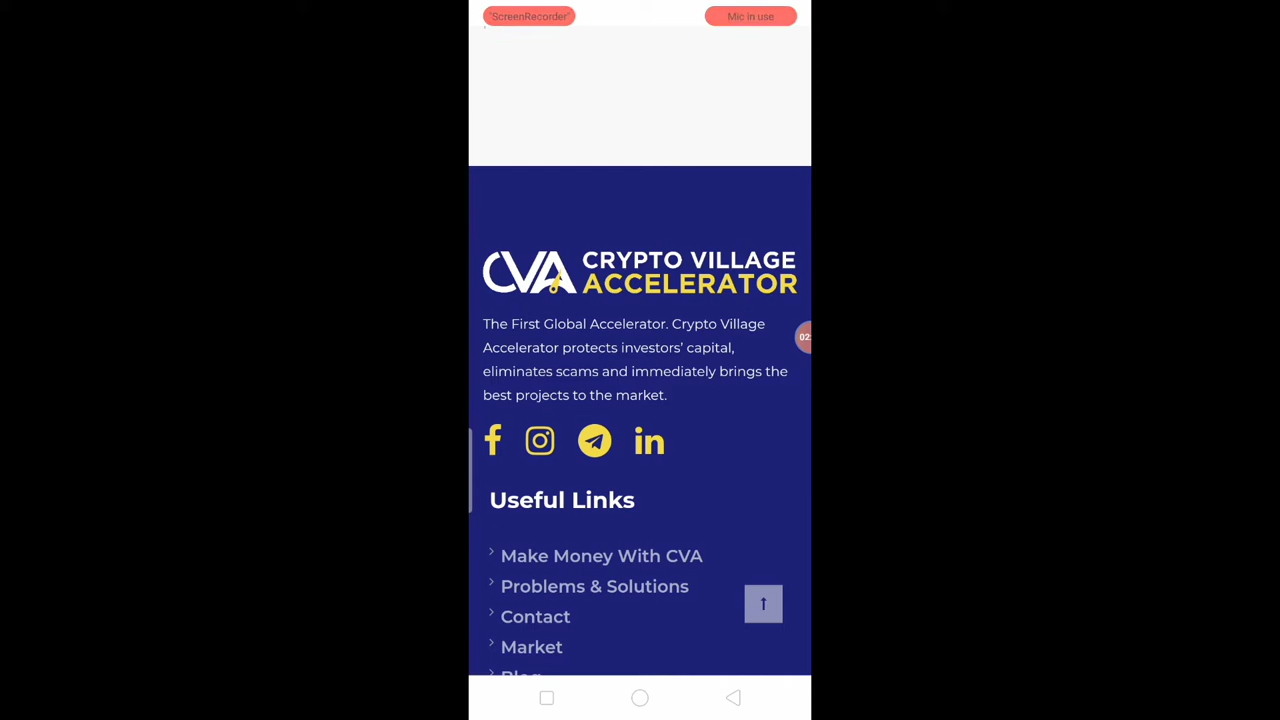 "ScreenRecorder"
Mic in use
CVA CRYPTO VILLAGE
ACCELERATOR
The First Global Accelerator. Crypto Village
Accelerator protects investors’ capital,
eliminates scams and immediately brings the
best projects to the market.
Useful Links
Make Money With CVA
Problems & Solutions
Contact
Market
Blog